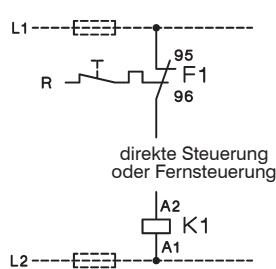 L1
95
F1
R
96
direkte Steuerung
oder Fernsteuerung
A2
K1
A1
L2